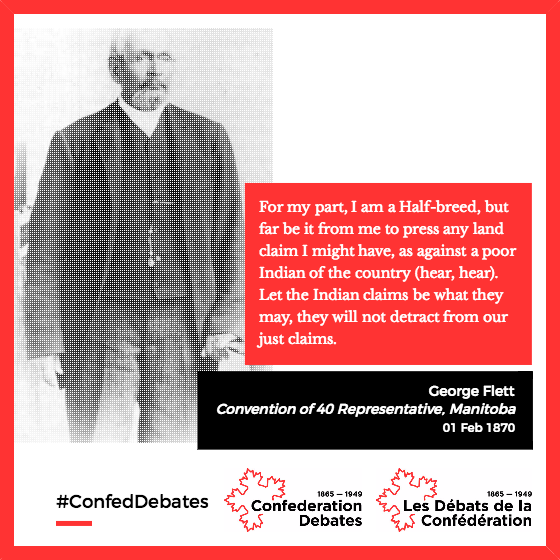 For my part, I am a Half-breed, but
far be it from me to press any land
claim I might have, as against a poor
Indian of the country (hear, hear).
Let the Indian claims be what they
may, they will not detract from our
just claims.
George Flett
Convention of 40 Representative, Manitoba
01 Feb 1870
#ConfedDebates
1865 — 1949
Confederation
Debates
1865 — 1949
Les Débats de la
Confédération